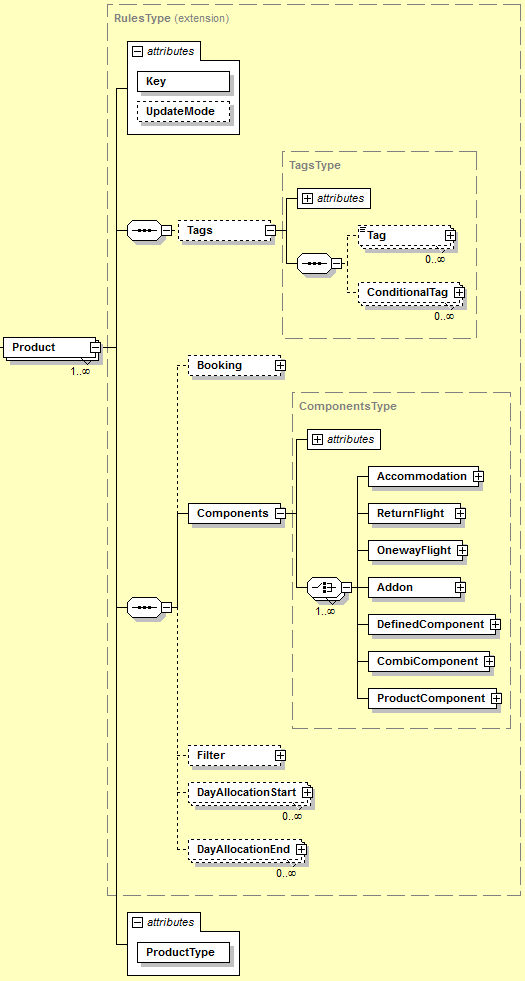 RulesType (extension)
attributes
Key
UpdateMode
TagsType
attributes
Tags
Tag
0..∞
ConditionalTag
0..∞
Product
1..∞
Booking
ComponentsType
attributes
Accommodation
Components
ReturnFlight
OnewayFlight
Addon
1..∞
DefinedComponent
CombiComponent
ProductComponent
Filter
DayAllocationStart
0..∞
DayAllocationEnd
0..∞
attributes
ProductType